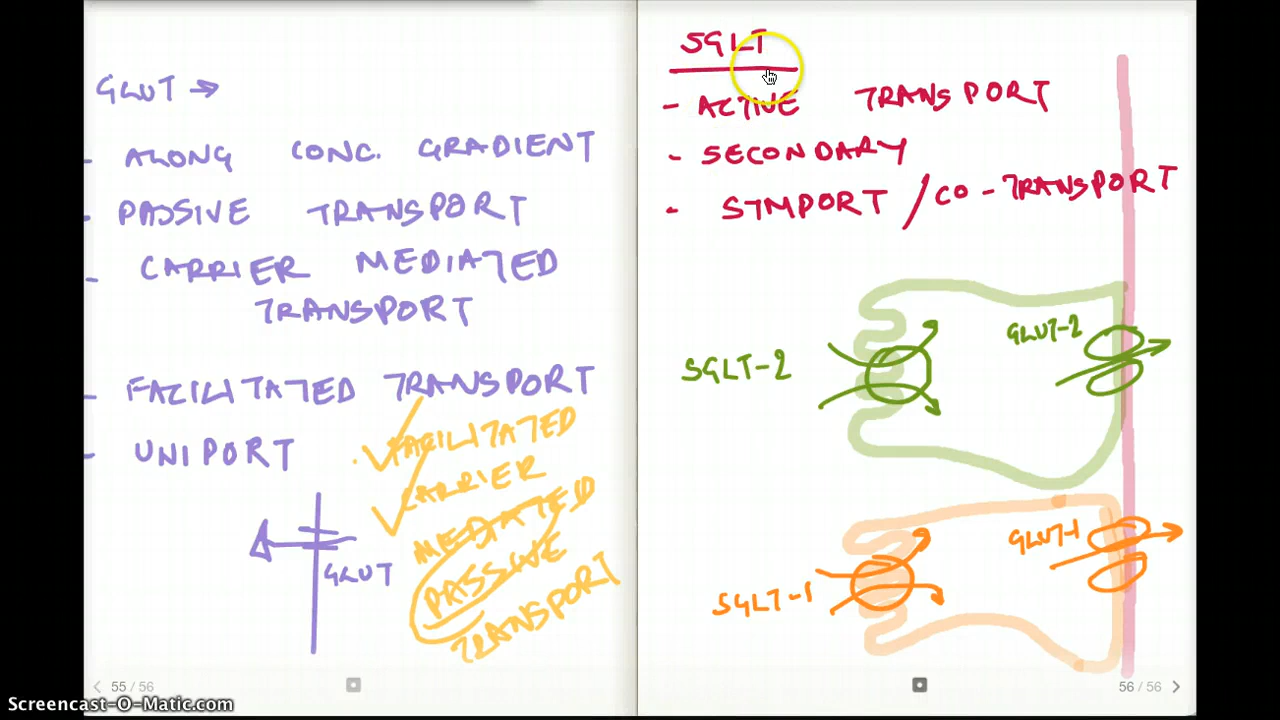 GLUT →
- ALONG CONC. GRADIENT
- PASSIVE TRANSPORT
- CARRIER MEDIATED
TRANSPORT
- FACILITATED TRANSPORT
- UNIPORT
GLUT
FACILITATED
CARRIER
MEDIATED
PASSIVE
TRANSPORT
55 / 56
SGLT
- ACTIVE TRANSPORT
- SECONDARY
- SYMPORT / CO-TRANSPORT
SGLT-2
GLUT-2
SGLT-1
GLUT-1
56 / 56
Screencast-O-Matic.com